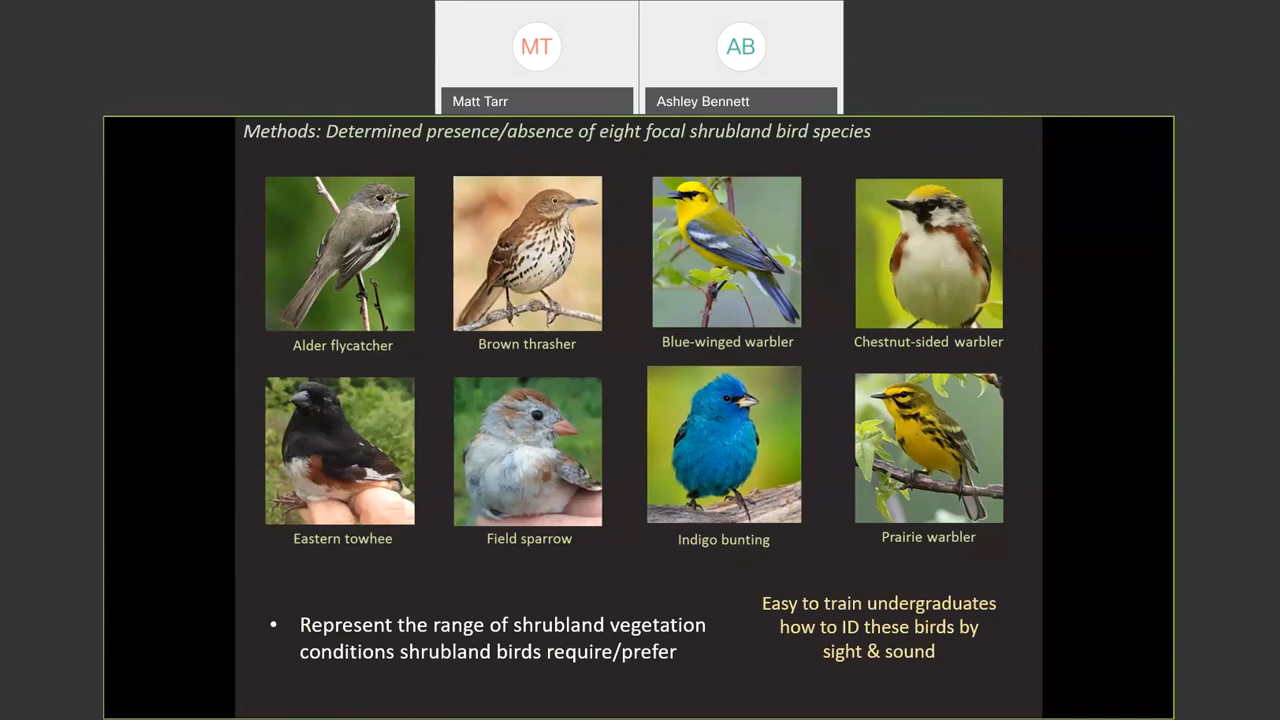 MT
AB
Matt Tarr
Ashley Bennett
Methods: Determined presence/absence of eight focal shrubland bird species
Alder flycatcher
Brown thrasher
Blue-winged warbler
Chestnut-sided warbler
Eastern towhee
Field sparrow
Indigo bunting
Prairie warbler
• Represent the range of shrubland vegetation
conditions shrubland birds require/prefer
Easy to train undergraduates
how to ID these birds by
sight & sound